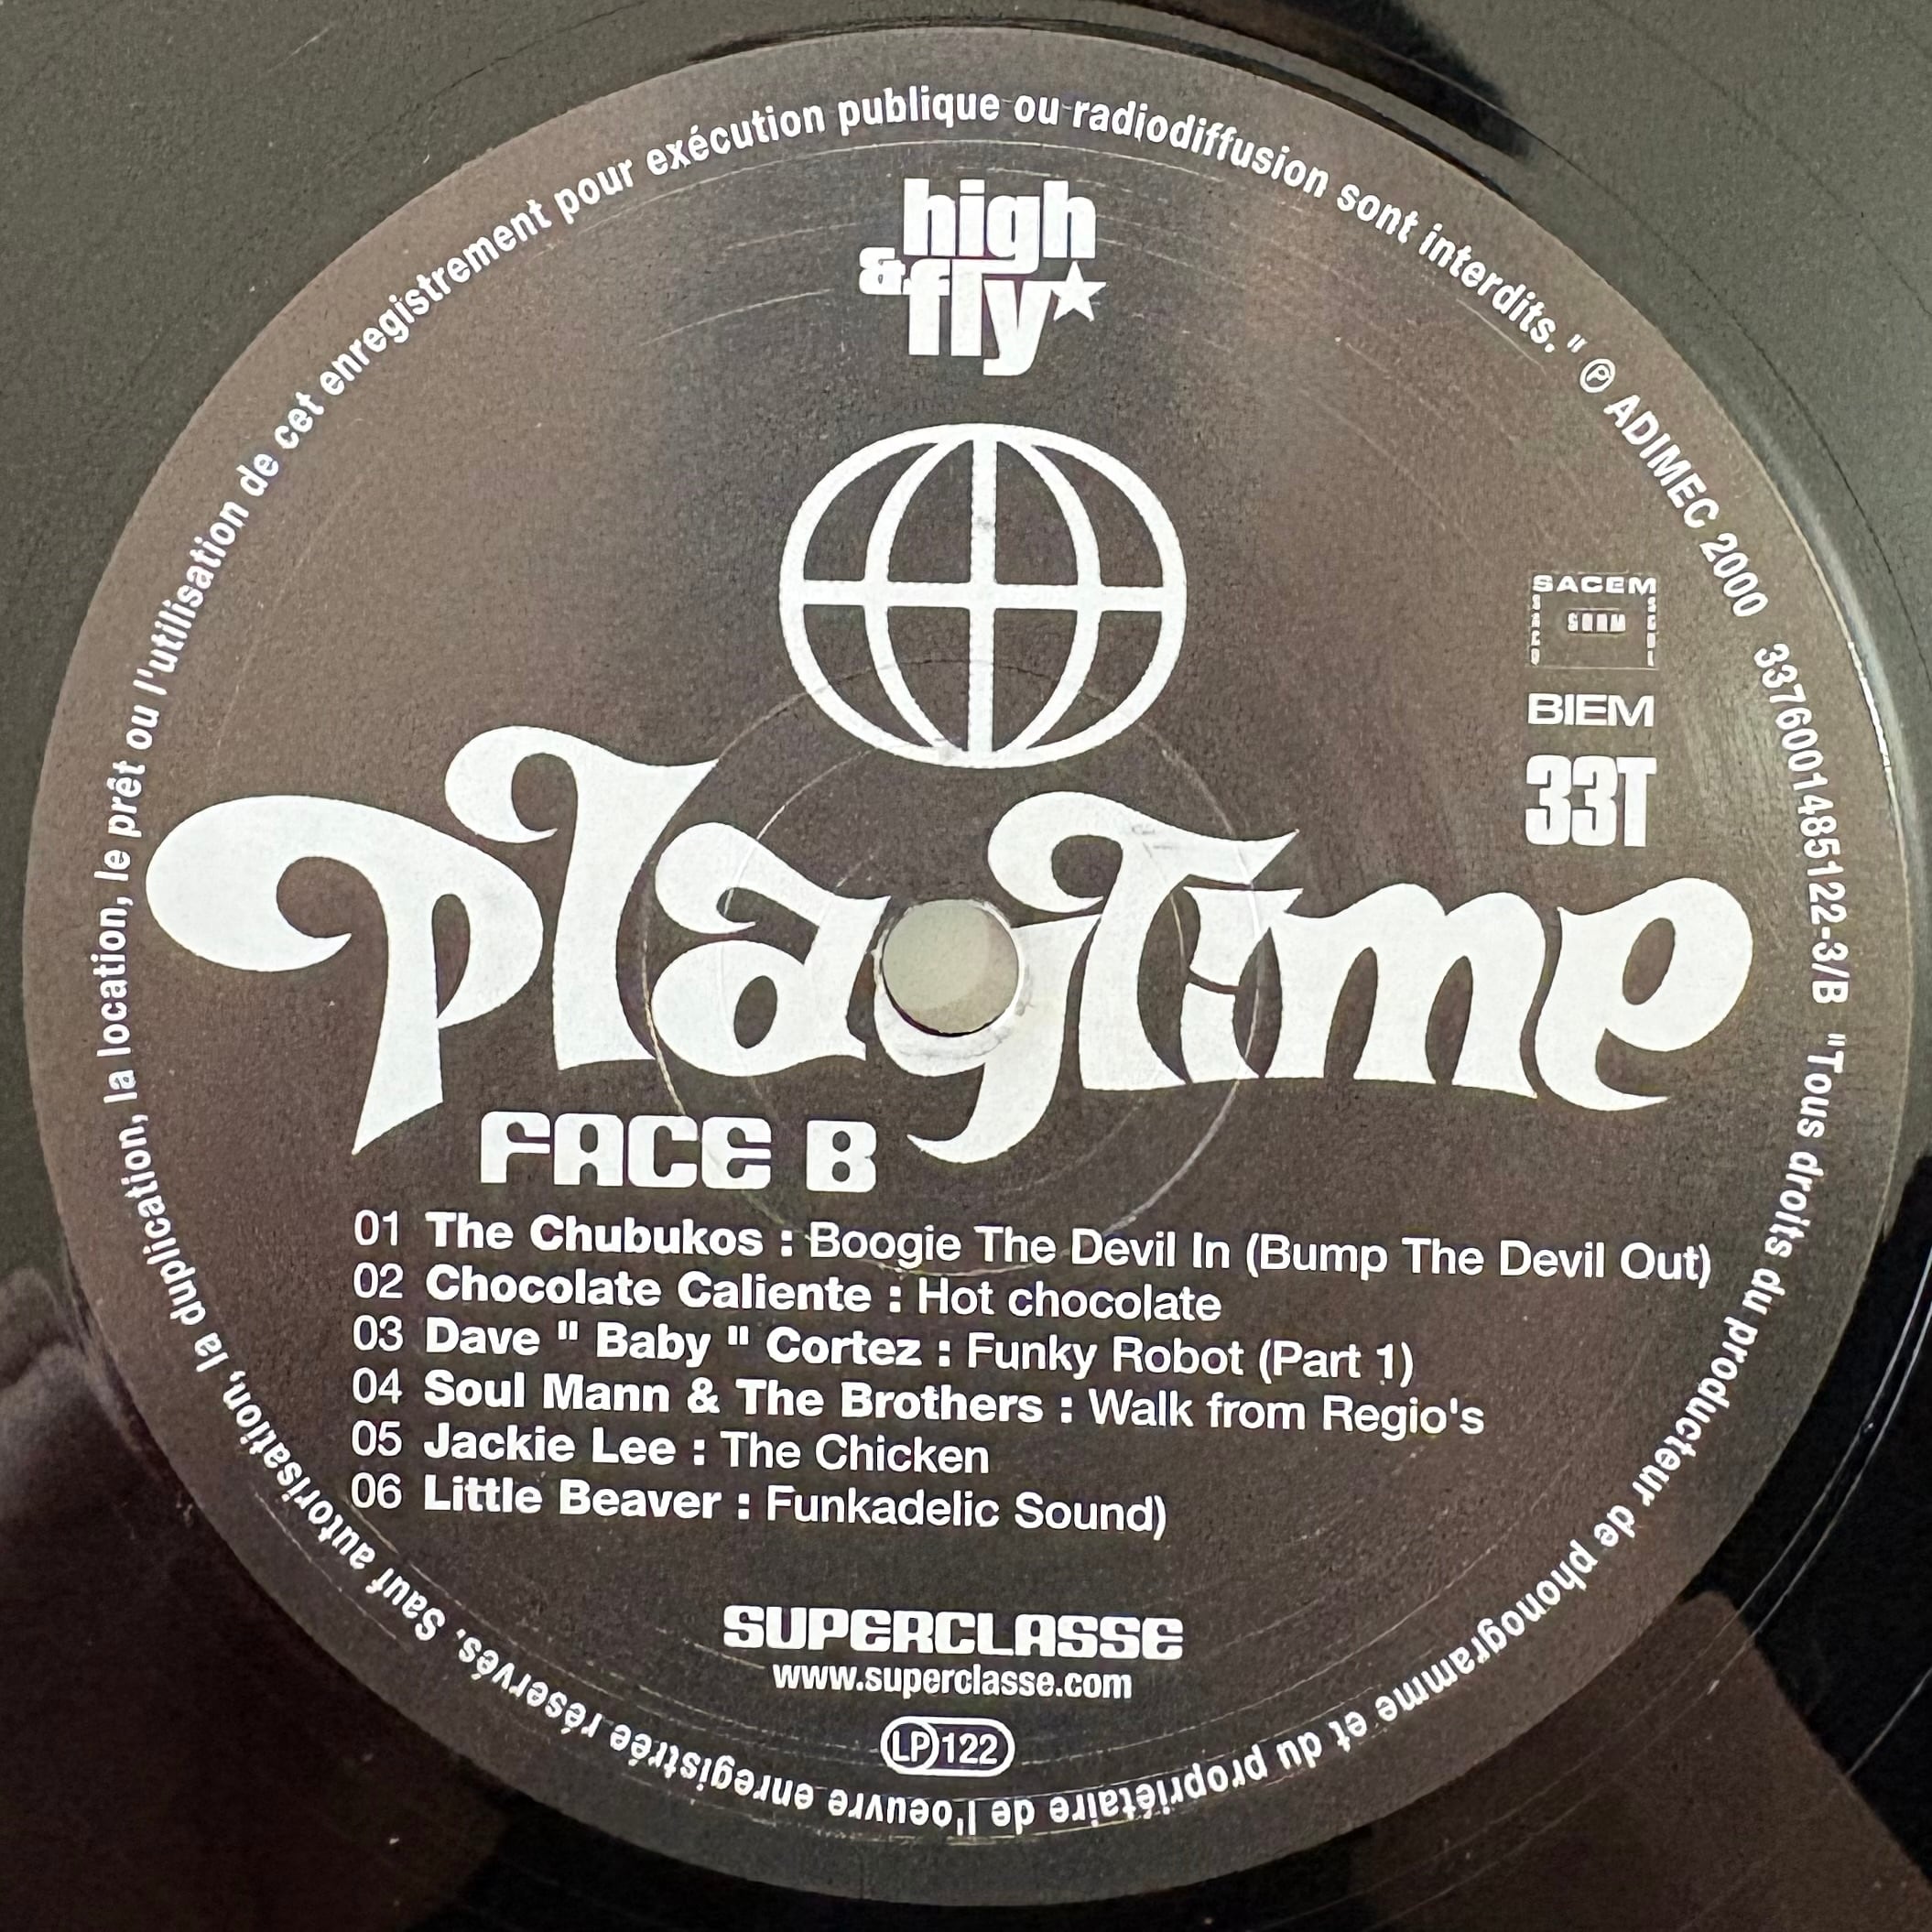 high
&fly
SACEM
SACD
SDRM
SGDL
BIEM
33T
playTime
FACE B
01 The Chubukos : Boogie The Devil In (Bump The Devil Out)
02 Chocolate Caliente : Hot chocolate
03 Dave " Baby " Cortez : Funky Robot (Part 1)
04 Soul Mann & The Brothers : Walk from Regio's
05 Jackie Lee : The Chicken
06 Little Beaver : Funkadelic Sound)
SUPERCLASSE
www.superclasse.com
LP 122
℗ ADIMEC 2000 3376001485122-3/B "Tous droits du producteur de phonogramme et du propriétaire de l'oeuvre enregistrée réservés. Sauf autorisation, la duplication, la location, le prêt ou l'utilisation de cet enregistrement pour exécution publique ou radiodiffusion sont interdits."